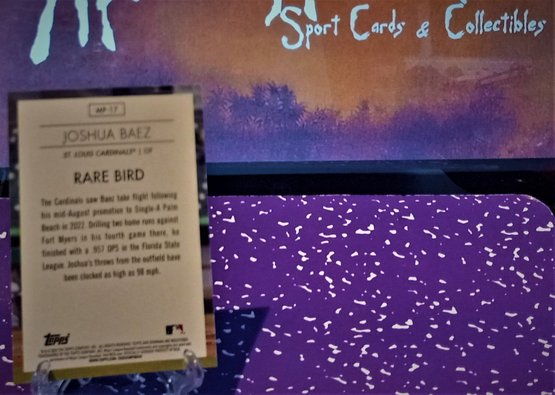 Sport Cards & Collectibles
MP-17
JOSHUA BAEZ
ST. LOUIS CARDINALS® | OF
RARE BIRD
The Cardinals saw Baez take flight following
his mid-August promotion to Single-A Palm
Beach in 2022. Drilling two home runs against
Fort Myers in his fourth game there, he
finished with a .957 OPS in the Florida State
League. Joshua's throws from the outfield have
been clocked as high as 98 mph.
Topps